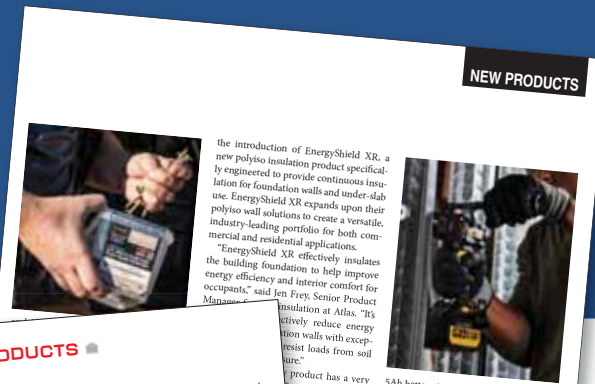 NEW PRODUCTS
the introduction of EnergyShield XR, a
new polyiso insulation product specifical-
ly engineered to provide continuous insu-
lation for foundation walls and under-slab
use. EnergyShield XR expands upon their
polyiso wall solutions to create a versatile,
industry-leading portfolio for both com-
mercial and residential applications.
“EnergyShield XR effectively insulates
the building foundation to help improve
energy efficiency and interior comfort for
occupants,” said Jen Frey, Senior Product
Manager insulation at Atlas. “It’s
ctively reduce energy
tion walls with excep-
resist loads from soil
sure.”
product has a very
5Ah
ODUCTS